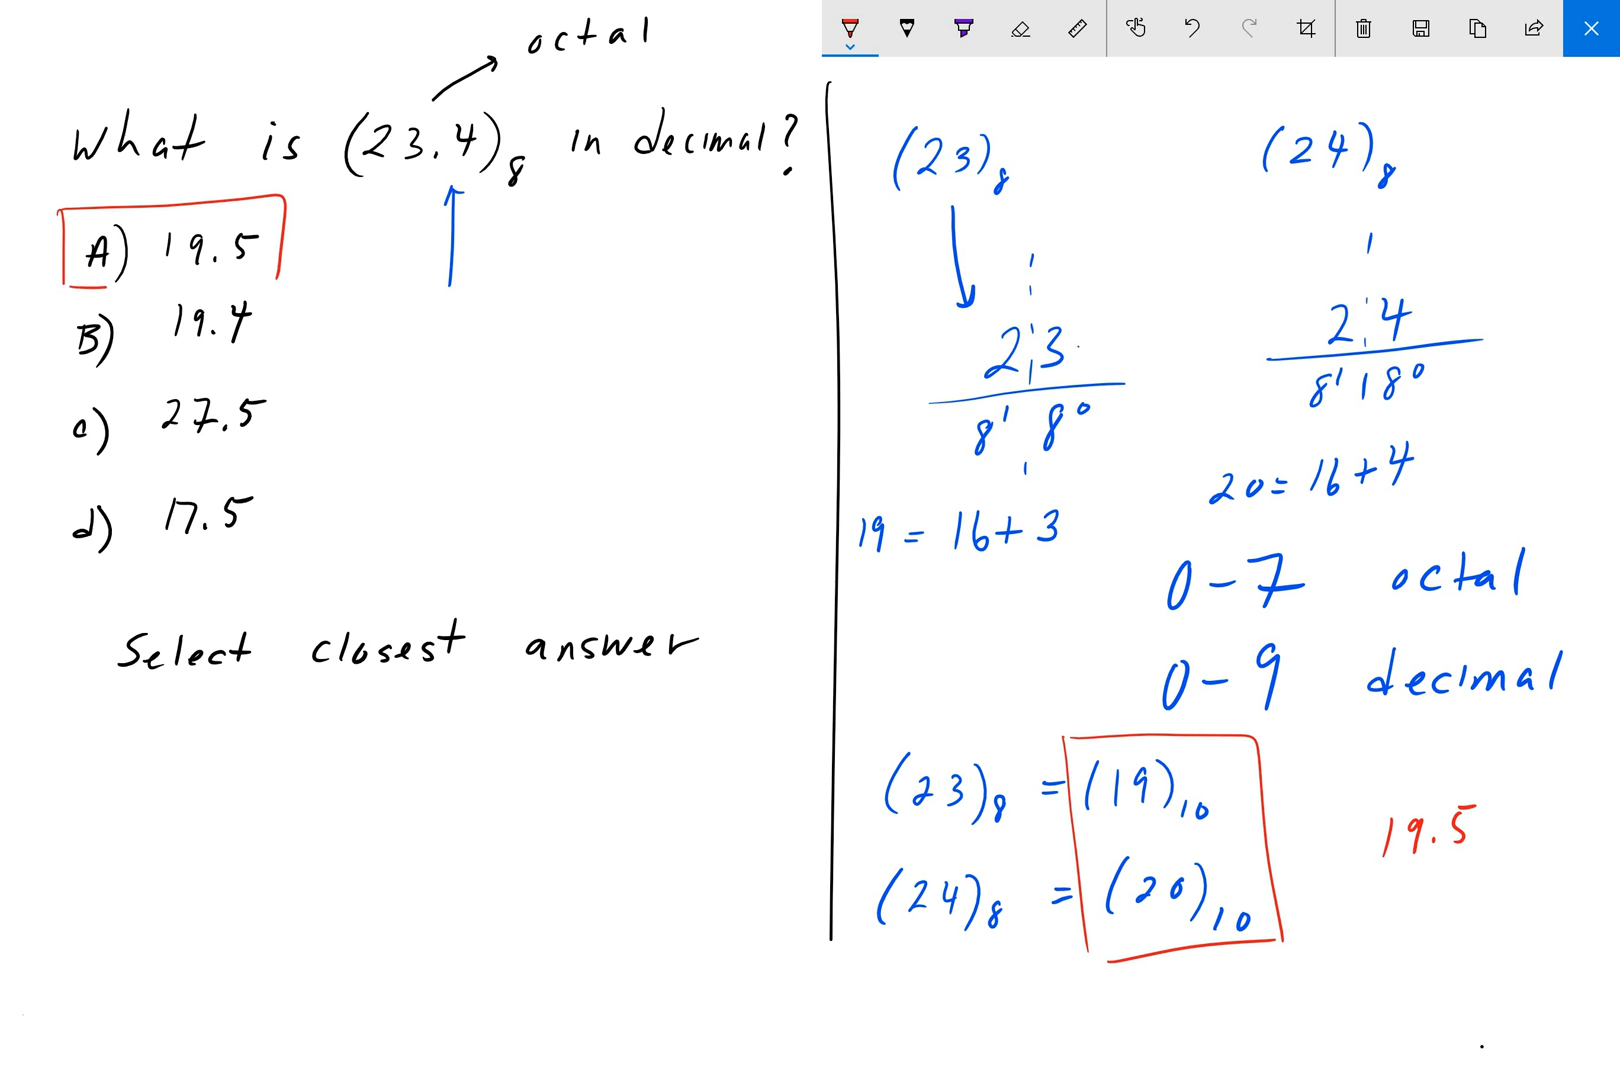 octal
What is (23.4)₈ in decimal?
A) 19.5
B) 19.4
c) 27.5
d) 17.5
Select closest answer
(23)₈
2 3
8¹ 8⁰
19 = 16 + 3
(24)₈
2 4
8¹ 8⁰
20 = 16 + 4
0 - 7 octal
0 - 9 decimal
(23)₈ = (19)₁₀
(24)₈ = (20)₁₀
19.5